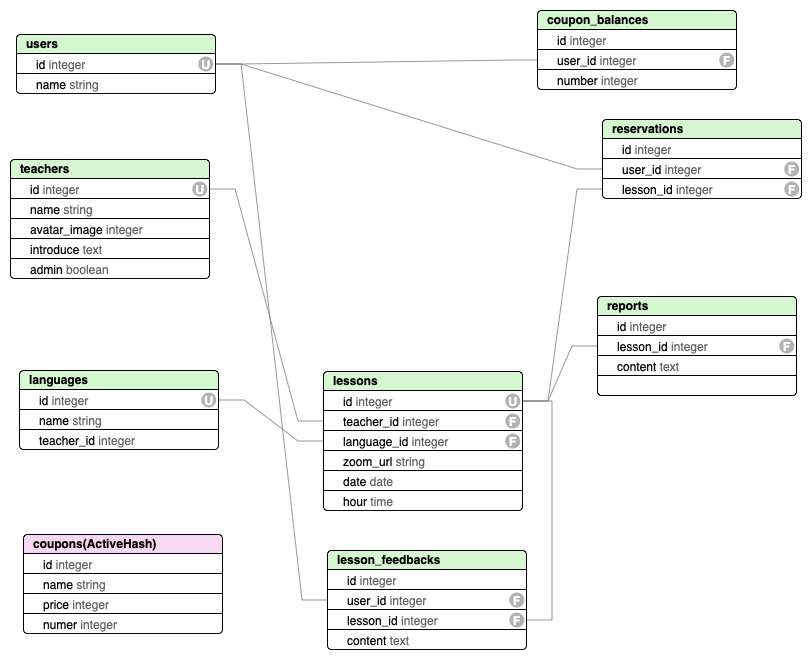 users
id integer U
name string
coupon_balances
id integer
user_id integer F
number integer
reservations
id integer
user_id integer F
lesson_id integer F
teachers
id integer U
name string
avatar_image integer
introduce text
admin boolean
reports
id integer
lesson_id integer F
content text
languages
id integer U
name string
teacher_id integer
lessons
id integer U
teacher_id integer F
language_id integer F
zoom_url string
date date
hour time
coupons(ActiveHash)
id integer
name string
price integer
numer integer
lesson_feedbacks
id integer
user_id integer F
lesson_id integer F
content text